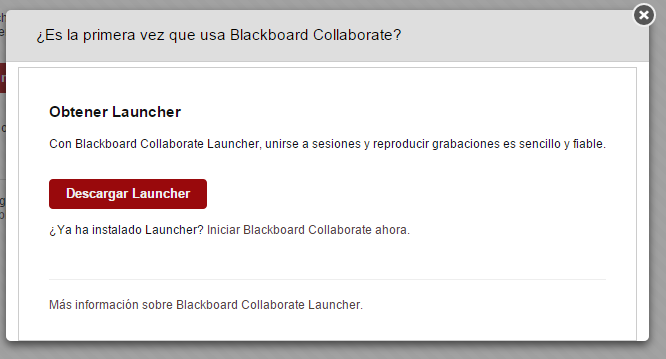 ¿Es la primera vez que usa Blackboard Collaborate?
Obtener Launcher
Con Blackboard Collaborate Launcher, unirse a sesiones y reproducir grabaciones es sencillo y fiable.
Descargar Launcher
¿Ya ha instalado Launcher? Iniciar Blackboard Collaborate ahora.
Más información sobre Blackboard Collaborate Launcher.